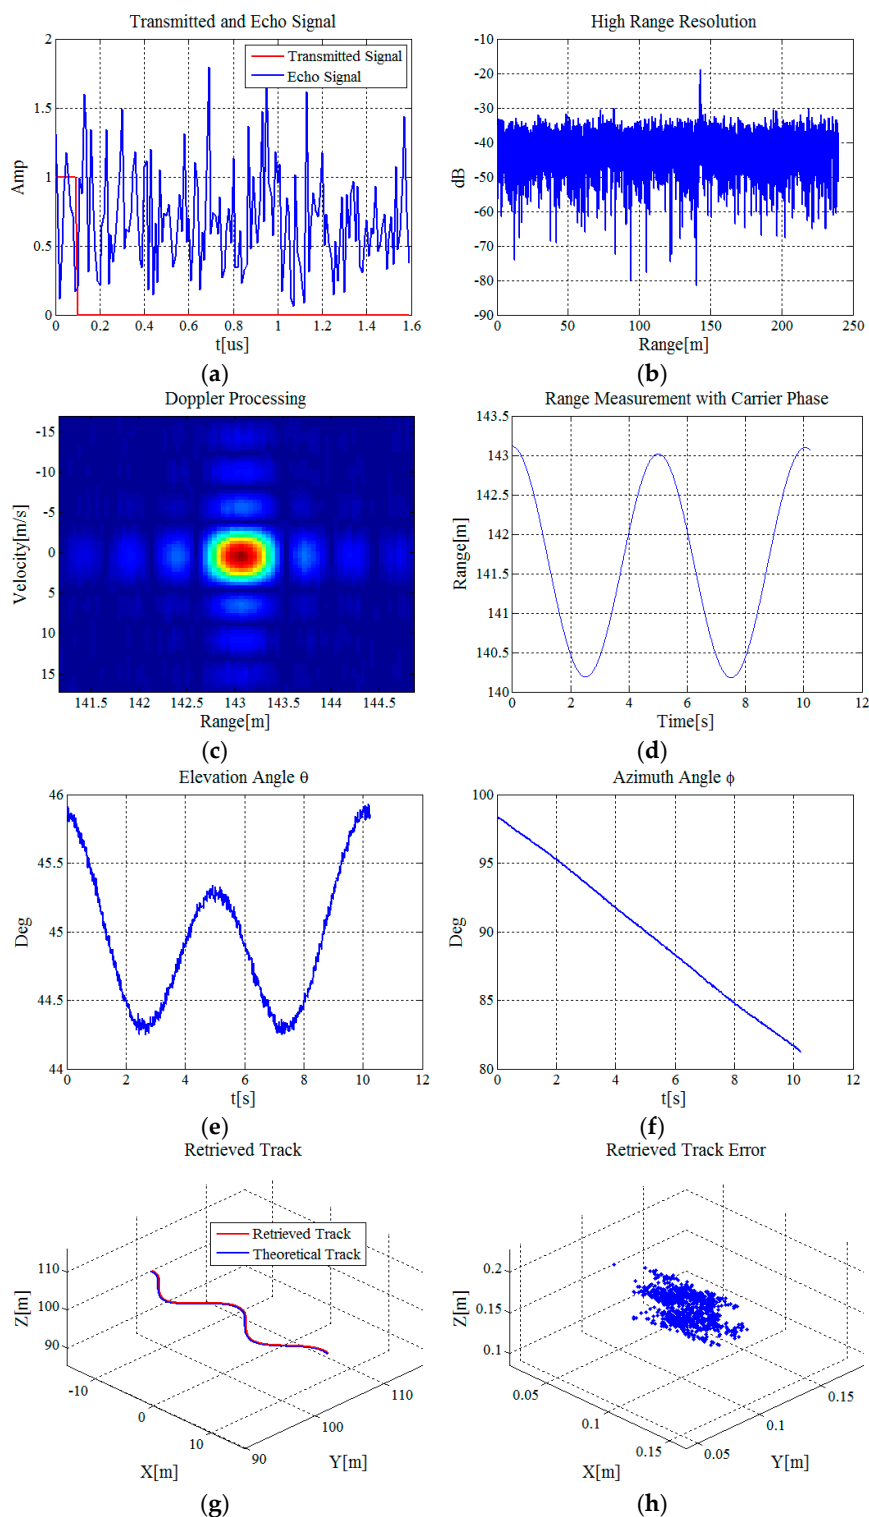 Transmitted and Echo Signal
2
1.5
1
0.5
0
Amp
Transmitted Signal
Echo Signal
0 0.2 0.4 0.6 0.8 1 1.2 1.4 1.6
t[us]
(a)
High Range Resolution
-10
-20
-30
-40
-50
-60
-70
-80
-90
dB
0 50 100 150 200 250
Range[m]
(b)
Doppler Processing
-15
-10
-5
0
5
10
15
Velocity[m/s]
141.5 142 142.5 143 143.5 144 144.5
Range[m]
(c)
Range Measurement with Carrier Phase
143.5
143
142.5
142
141.5
141
140.5
140
Range[m]
0 2 4 6 8 10 12
Time[s]
(d)
Elevation Angle θ
46
45.5
45
44.5
44
Deg
0 2 4 6 8 10 12
t[s]
(e)
Azimuth Angle ϕ
100
95
90
85
80
Deg
0 2 4 6 8 10 12
t[s]
(f)
Retrieved Track
Retrieved Track
Theoretical Track
110
100
90
Z[m]
-10
0
10
X[m]
90
100
110
Y[m]
(g)
Retrieved Track Error
0.2
0.15
0.1
Z[m]
0.05
0.1
0.15
X[m]
0.05
0.1
0.15
Y[m]
(h)